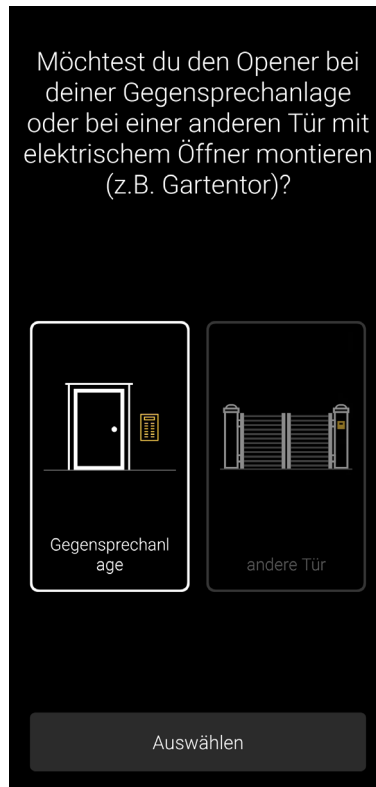 Möchtest du den Opener bei
deiner Gegensprechanlage
oder bei einer anderen Tür mit
elektrischem Öffner montieren
(z.B. Gartentor)?
Gegensprechanl
age
andere Tür
Auswählen